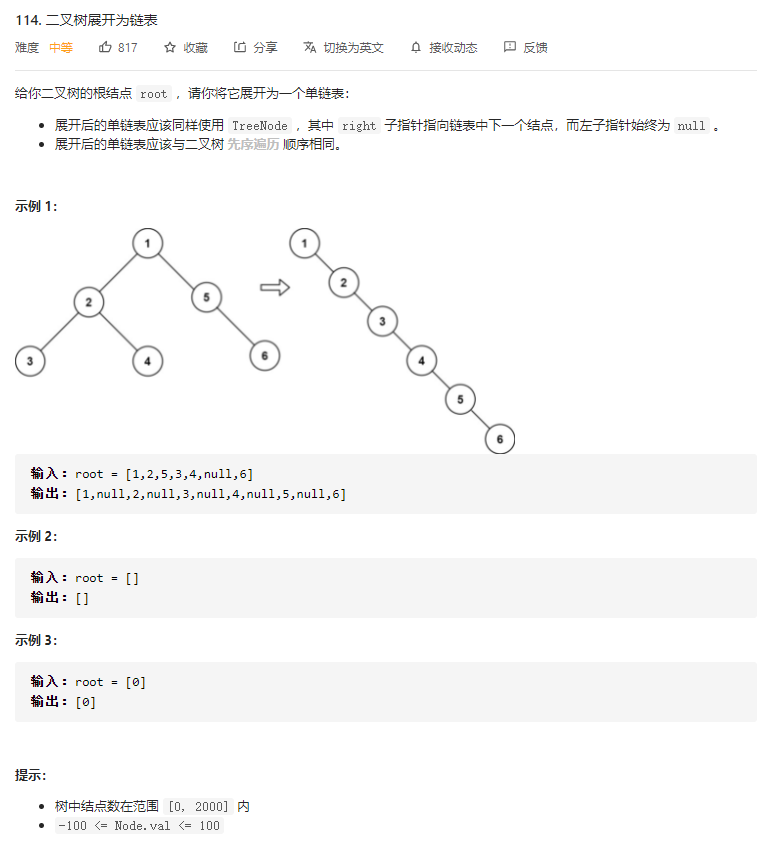 114. 二叉树展开为链表
难度 中等 817 收藏 分享 切换为英文 接收动态 反馈
给你二叉树的根结点 root ，请你将它展开为一个单链表：
展开后的单链表应该同样使用 TreeNode ，其中 right 子指针指向链表中下一个结点，而左子指针始终为 null 。
展开后的单链表应该与二叉树 先序遍历 顺序相同。
示例 1：
1 1
2 5 2
3 4 6 3
4
5
6
输入：root = [1,2,5,3,4,null,6]
输出：[1,null,2,null,3,null,4,null,5,null,6]
示例 2：
输入：root = []
输出：[]
示例 3：
输入：root = [0]
输出：[0]
提示：
树中结点数在范围 [0, 2000] 内
-100 <= Node.val <= 100